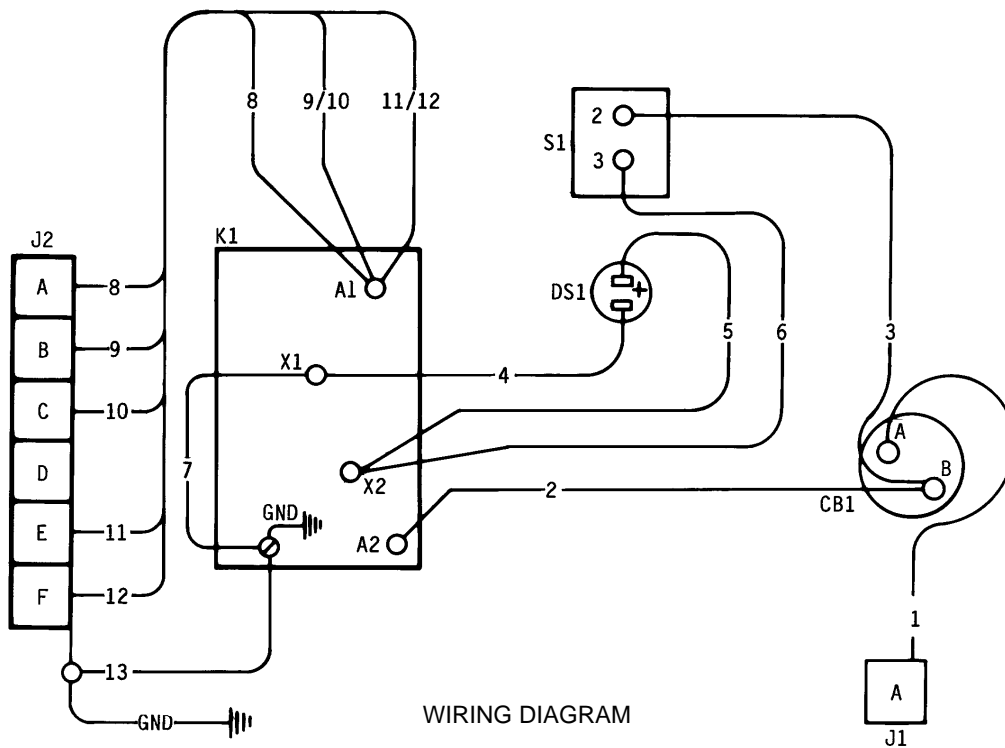 8 9/10 11/12
2
S1
3
J2
K1
A
8
A1
DS1
+
B
9
5 6 3
X1
4
C
10
A
D
7
X2
B
2
CB1
GND
E
11
A2
F
12
1
13
A
GND
WIRING DIAGRAM
J1